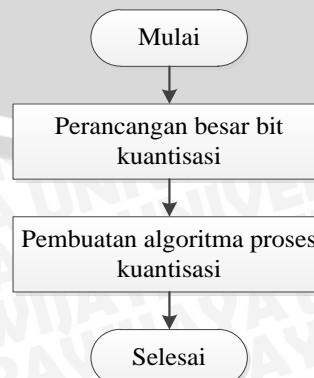 Mulai
Perancangan besar bit
kuantisasi
Pembuatan algoritma proses
kuantisasi
Selesai